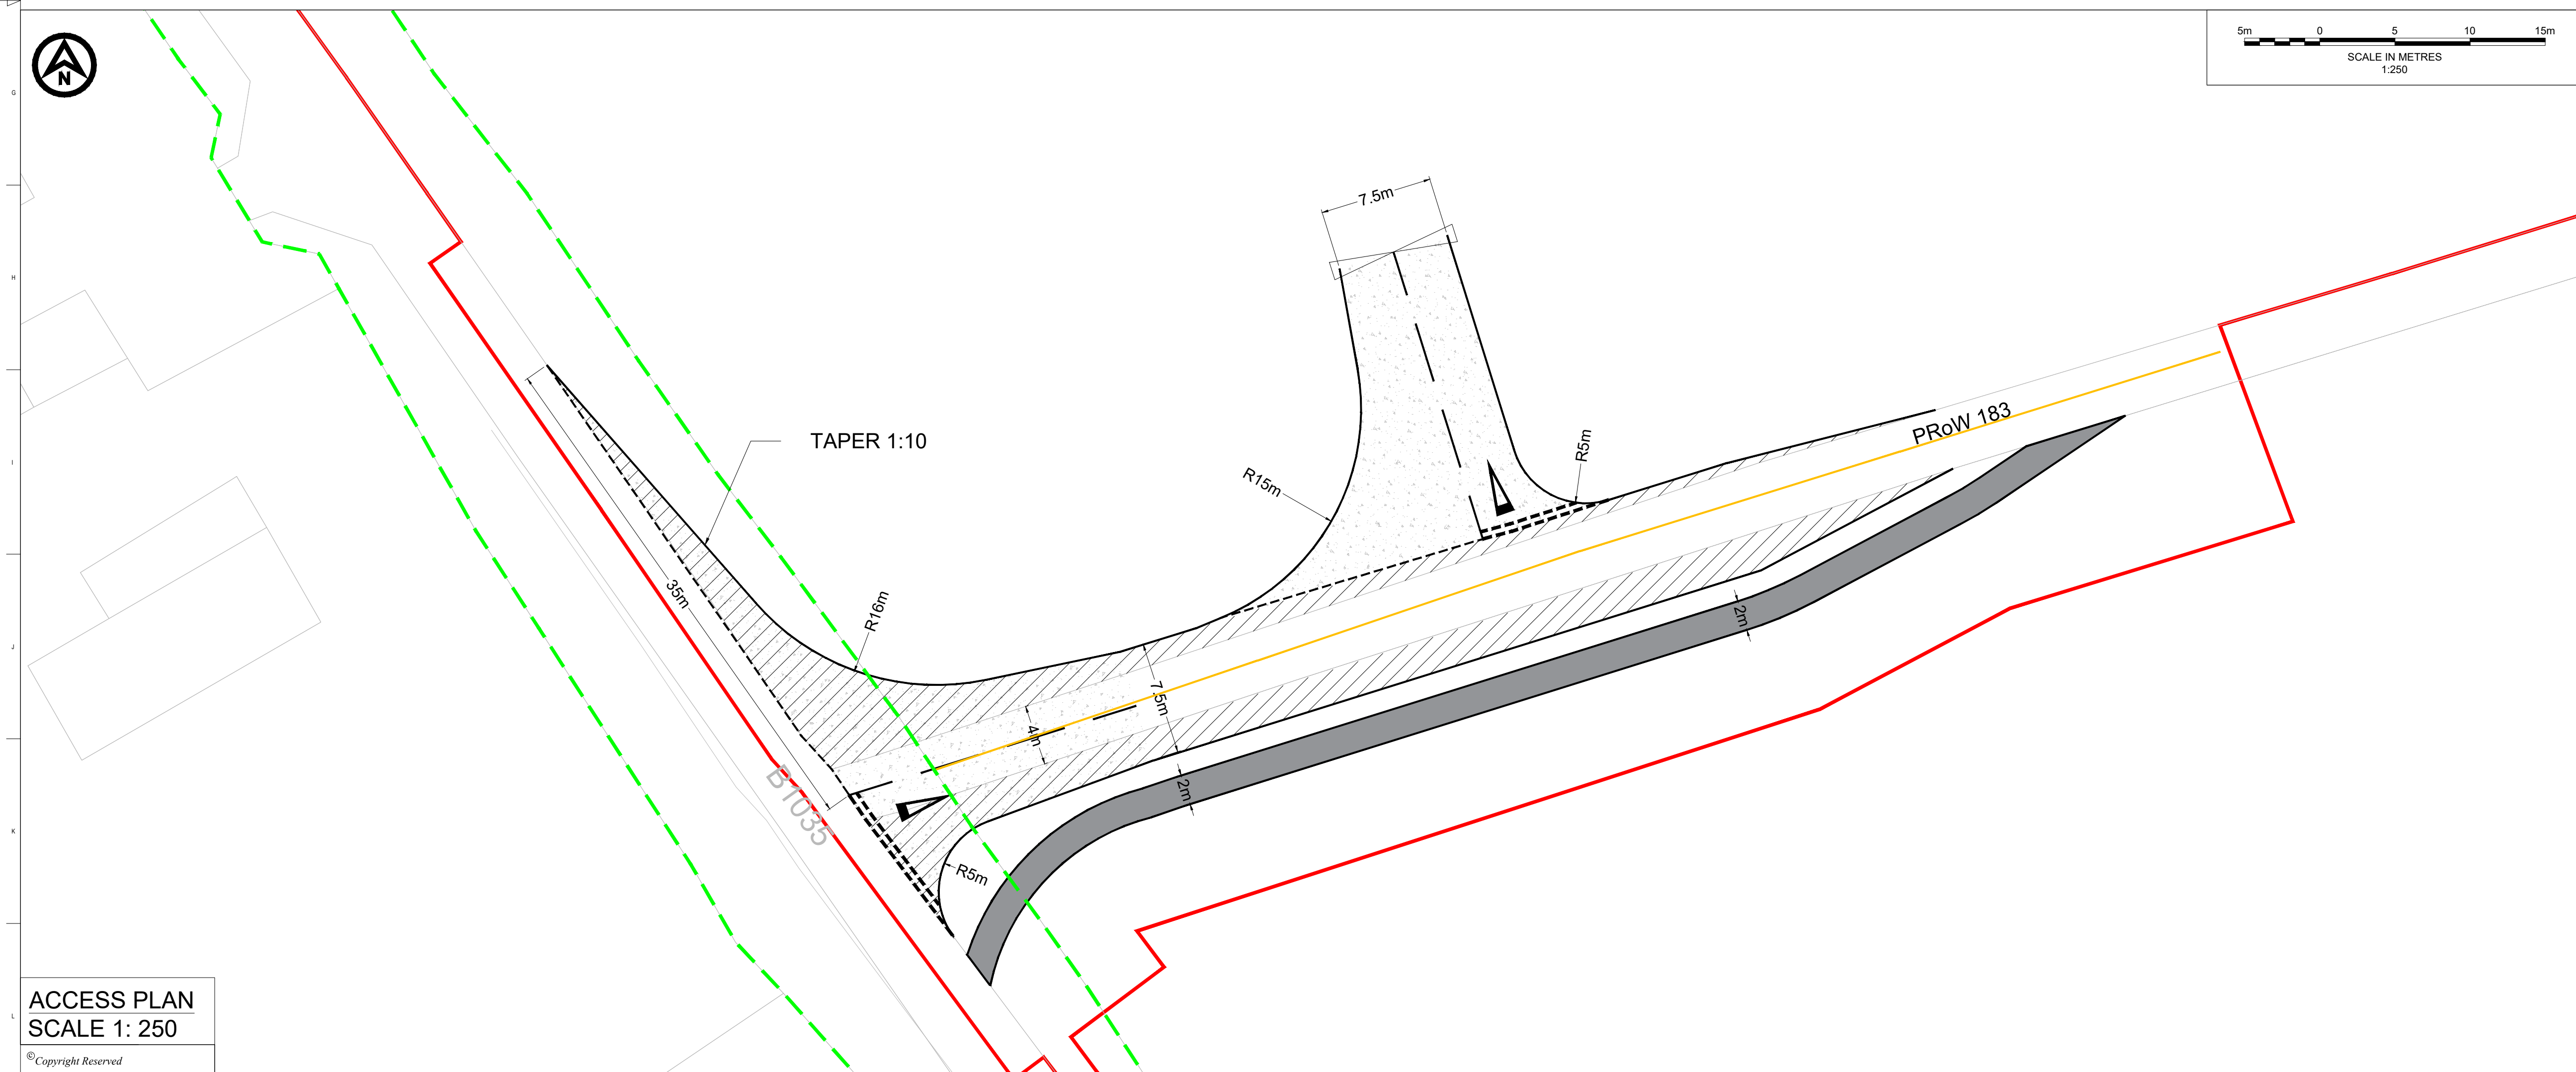 N
5m 0 5 10 15m
SCALE IN METRES
1:250
G
H
I
J
K
L
7.5m
PRoW 183
TAPER 1:10
R5m
R15m
35m
R16m
2m
7.5m
4m
2m
B1035
R5m
ACCESS PLAN
SCALE 1: 250
©Copyright Reserved